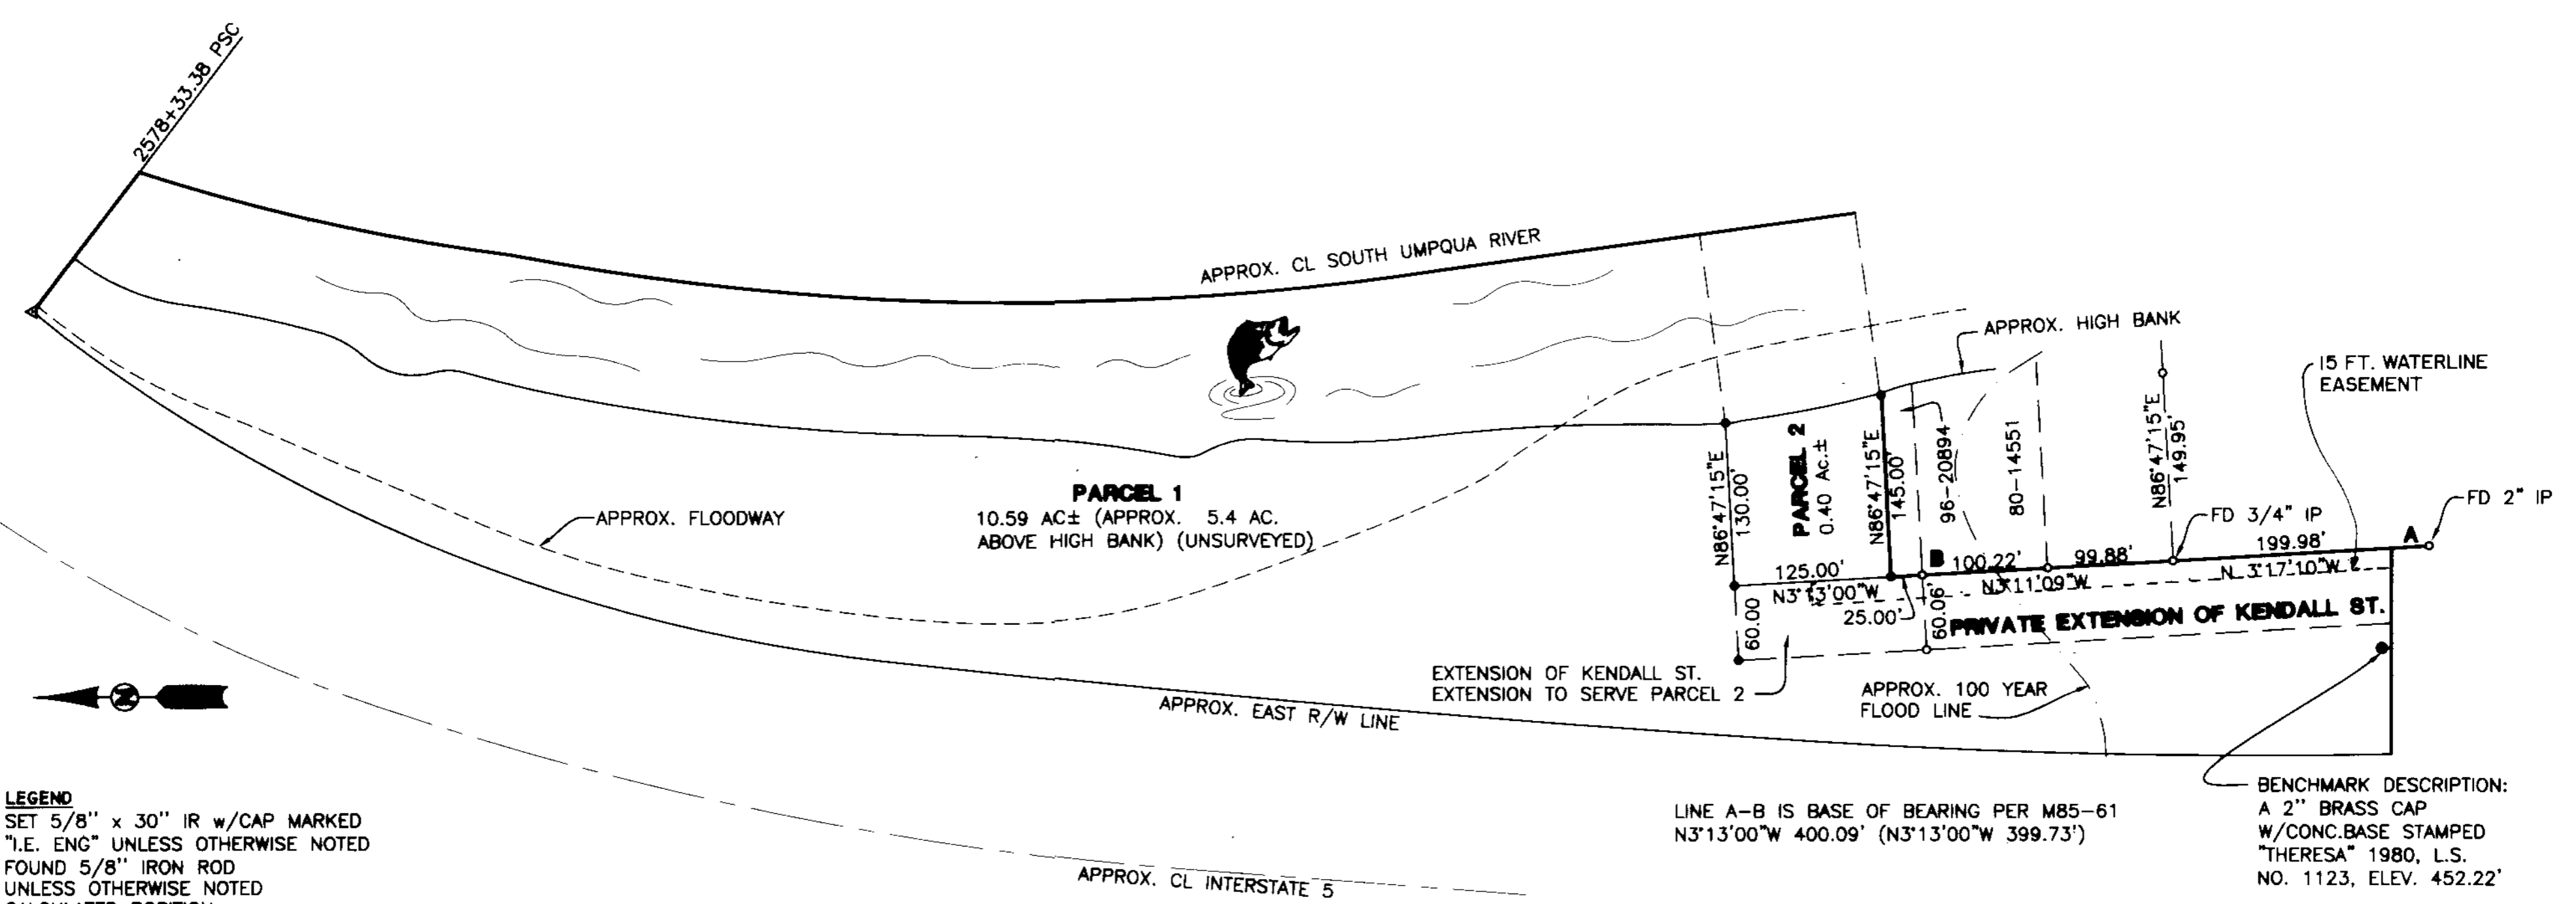 2578+33.38 PSC
APPROX. CL SOUTH UMPQUA RIVER
APPROX. HIGH BANK
15 FT. WATERLINE
EASEMENT
N86°47'15"E
130.00'
PARCEL 2
0.40 Ac.±
N86°47'15"E
145.00'
96-20894
80-14551
N86°47'15"E
149.95'
FD 3/4" IP
FD 2" IP
A
PARCEL 1
10.59 AC± (APPROX. 5.4 AC.
ABOVE HIGH BANK) (UNSURVEYED)
APPROX. FLOODWAY
B
100.22'
99.88'
199.98'
125.00'
N3°13'00"W
N3°11'09"W
N 3°17'10"W
25.00'
60.00
60.06'
PRIVATE EXTENSION OF KENDALL ST.
EXTENSION OF KENDALL ST.
EXTENSION TO SERVE PARCEL 2
APPROX. 100 YEAR
FLOOD LINE
APPROX. EAST R/W LINE
N
LINE A-B IS BASE OF BEARING PER M85-61
N3°13'00"W 400.09' (N3°13'00"W 399.73')
BENCHMARK DESCRIPTION:
A 2" BRASS CAP
W/CONC.BASE STAMPED
"THERESA" 1980, L.S.
NO. 1123, ELEV. 452.22'
LEGEND
SET 5/8" x 30" IR w/CAP MARKED
"I.E. ENG" UNLESS OTHERWISE NOTED
FOUND 5/8" IRON ROD
UNLESS OTHERWISE NOTED
APPROX. CL INTERSTATE 5